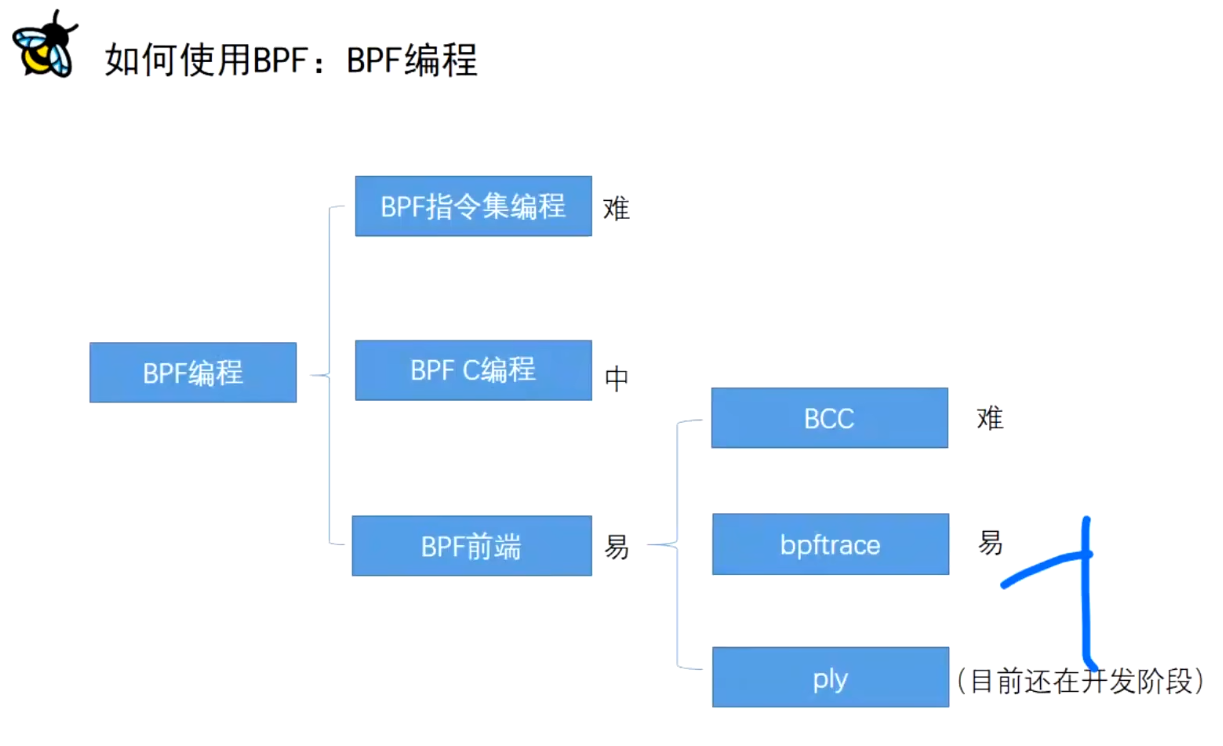 如何使用BPF：BPF编程
BPF指令集编程 难
BPF编程
BPF C编程 中
BCC 难
BPF前端 易
bpftrace 易
ply （目前还在开发阶段）